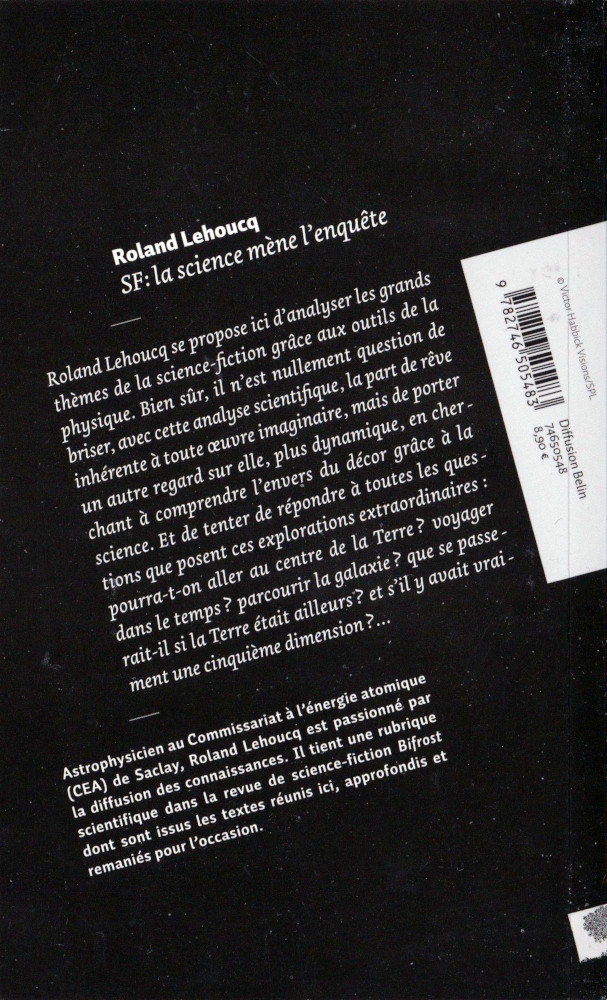 Roland Lehoucq
SF: la science mène l'enquête
Roland Lehoucq se propose ici d'analyser les grands
thèmes de la science-fiction grâce aux outils de la
physique. Bien sûr, il n'est nullement question de
briser, avec cette analyse scientifique, la part de rêve
inhérente à toute œuvre imaginaire, mais de porter
un autre regard sur elle, plus dynamique, en cher-
chant à comprendre l'envers du décor grâce à la
science. Et de tenter de répondre à toutes les ques-
tions que posent ces explorations extraordinaires :
pourra-t-on aller au centre de la Terre ? voyager
dans le temps ? parcourir la galaxie ? que se passe-
rait-il si la Terre était ailleurs ? et s'il y avait vrai-
ment une cinquième dimension ?...
Astrophysicien au Commissariat à l'énergie atomique
(CEA) de Saclay, Roland Lehoucq est passionné par
la diffusion des connaissances. Il tient une rubrique
scientifique dans la revue de science-fiction Bifrost
dont sont issus les textes réunis ici, approfondis et
remaniés pour l'occasion.
© Victor Habbick Visions/SPL
9 782746 505483
Diffusion Belin
74650548
8,90 €